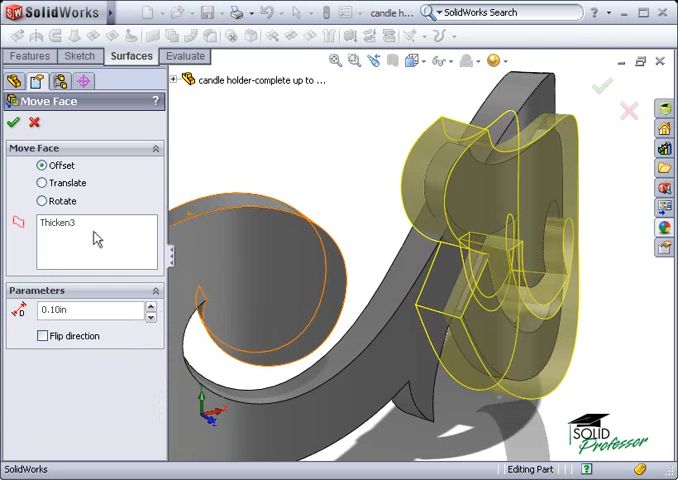 SolidWorks
candle h...
SolidWorks Search
Features
Sketch
Surfaces
Evaluate
candle holder-complete up to ...
Move Face
?
Move Face
Offset
Translate
Rotate
Thicken3
Parameters
D
0.10in
Flip direction
SOLID
Professor
SolidWorks
Editing Part
?